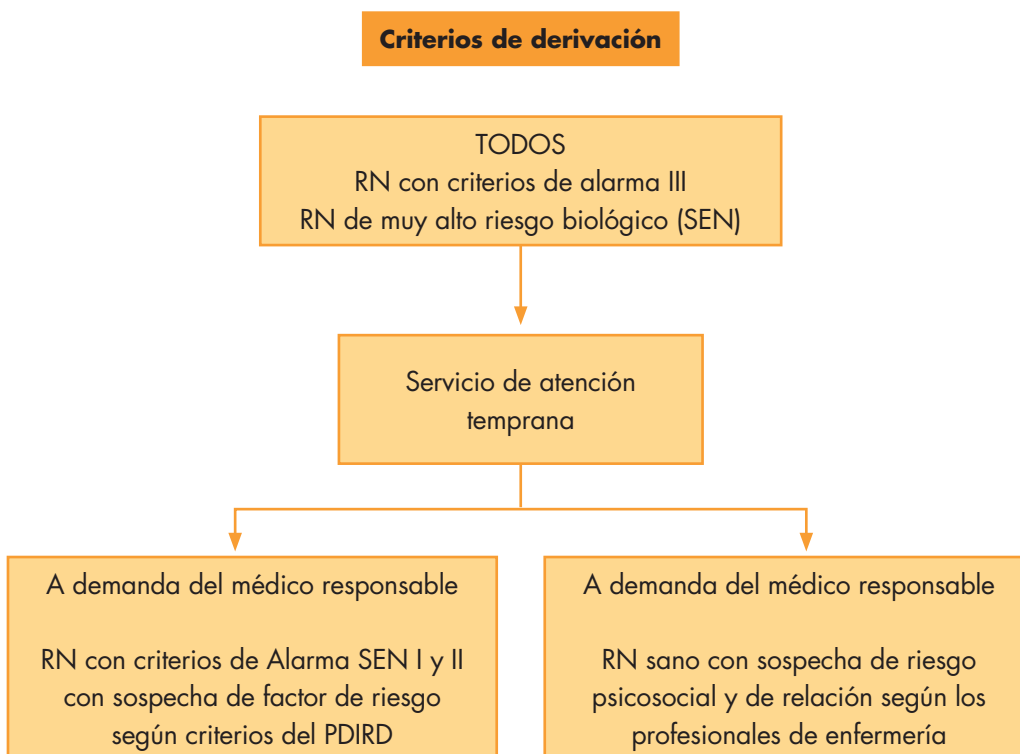 Criterios de derivación
TODOS
RN con criterios de alarma III
RN de muy alto riesgo biológico (SEN)
Servicio de atención
temprana
A demanda del médico responsable
RN con criterios de Alarma SEN I y II
con sospecha de factor de riesgo
según criterios del PDIRD
A demanda del médico responsable
RN sano con sospecha de riesgo
psicosocial y de relación según los
profesionales de enfermería